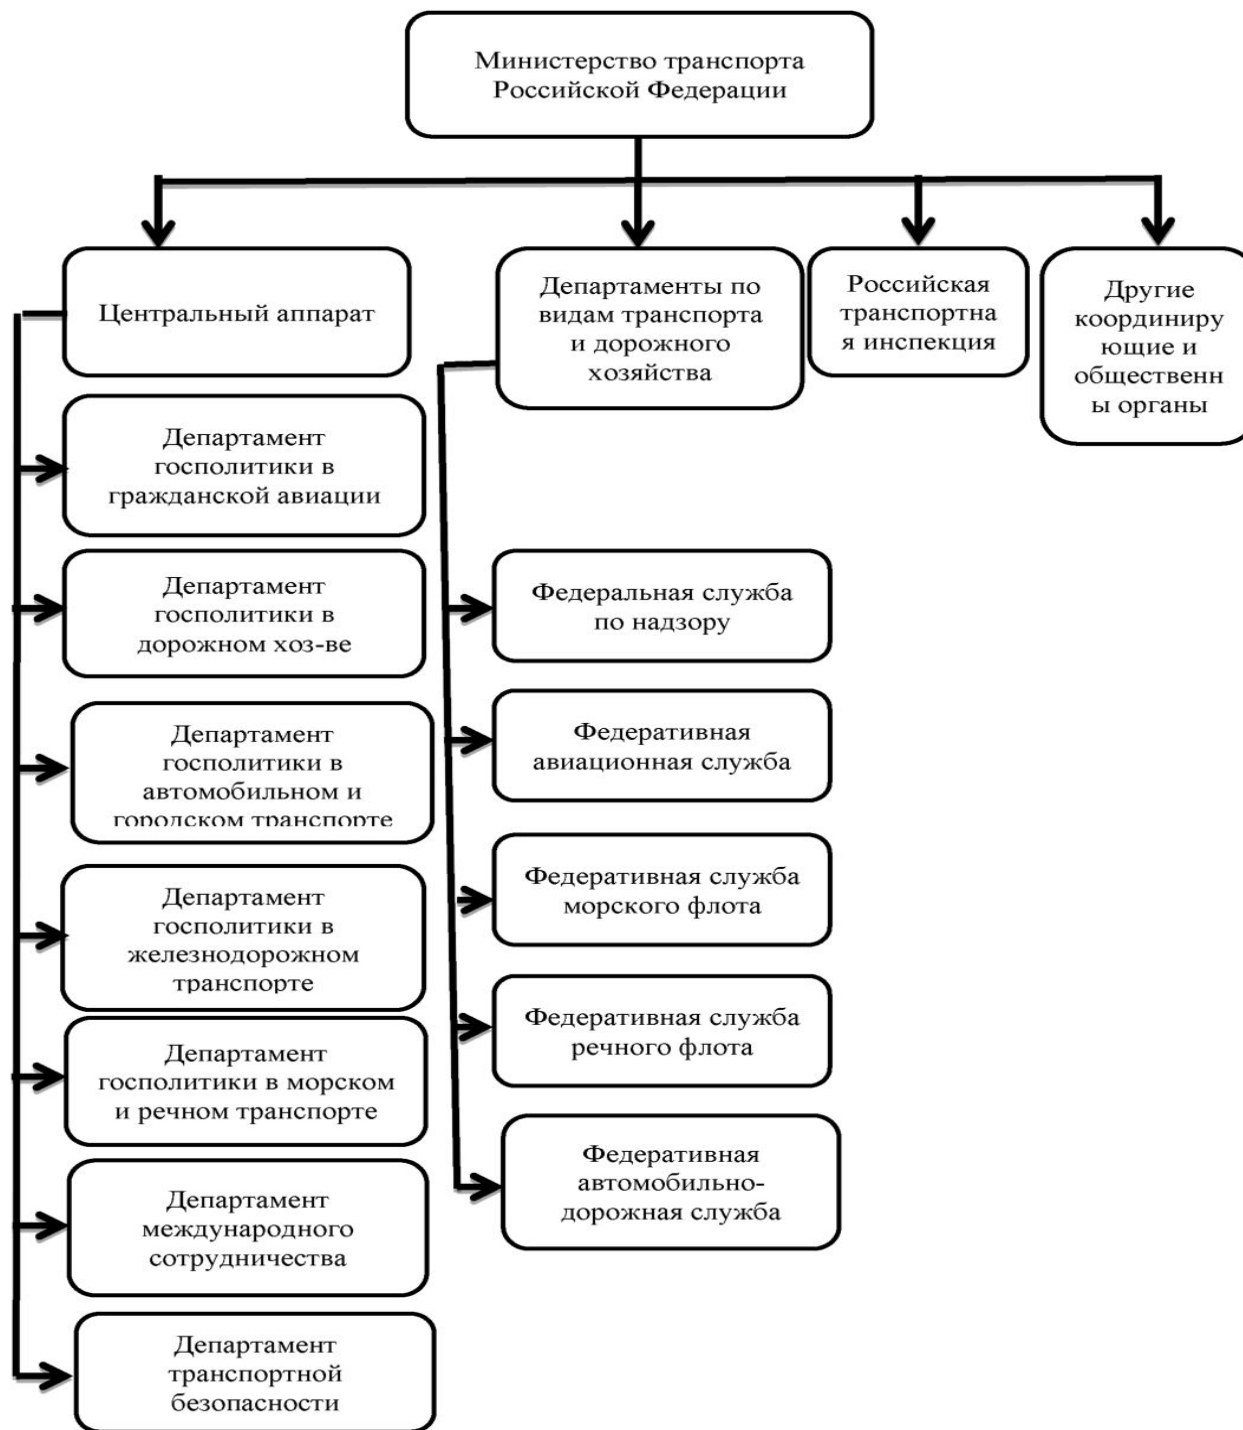 Министерство транспорта
Российской Федерации
Центральный аппарат
Департаменты по
видам транспорта
и дорожного
хозяйства
Российская
транспортна
я инспекция
Другие
координиру
ющие и
общественн
ы органы
Департамент
госполитики в
гражданской авиации
Департамент
госполитики в
дорожном хоз-ве
Департамент
госполитики в
автомобильном и
городском транспорте
Департамент
госполитики в
железнодорожном
транспорте
Департамент
госполитики в морском
и речном транспорте
Департамент
международного
сотрудничества
Департамент
транспортной
безопасности
Федеральная служба
по надзору
Федеративная
авиационная служба
Федеративная служба
морского флота
Федеративная служба
речного флота
Федеративная
автомобильно-
дорожная служба